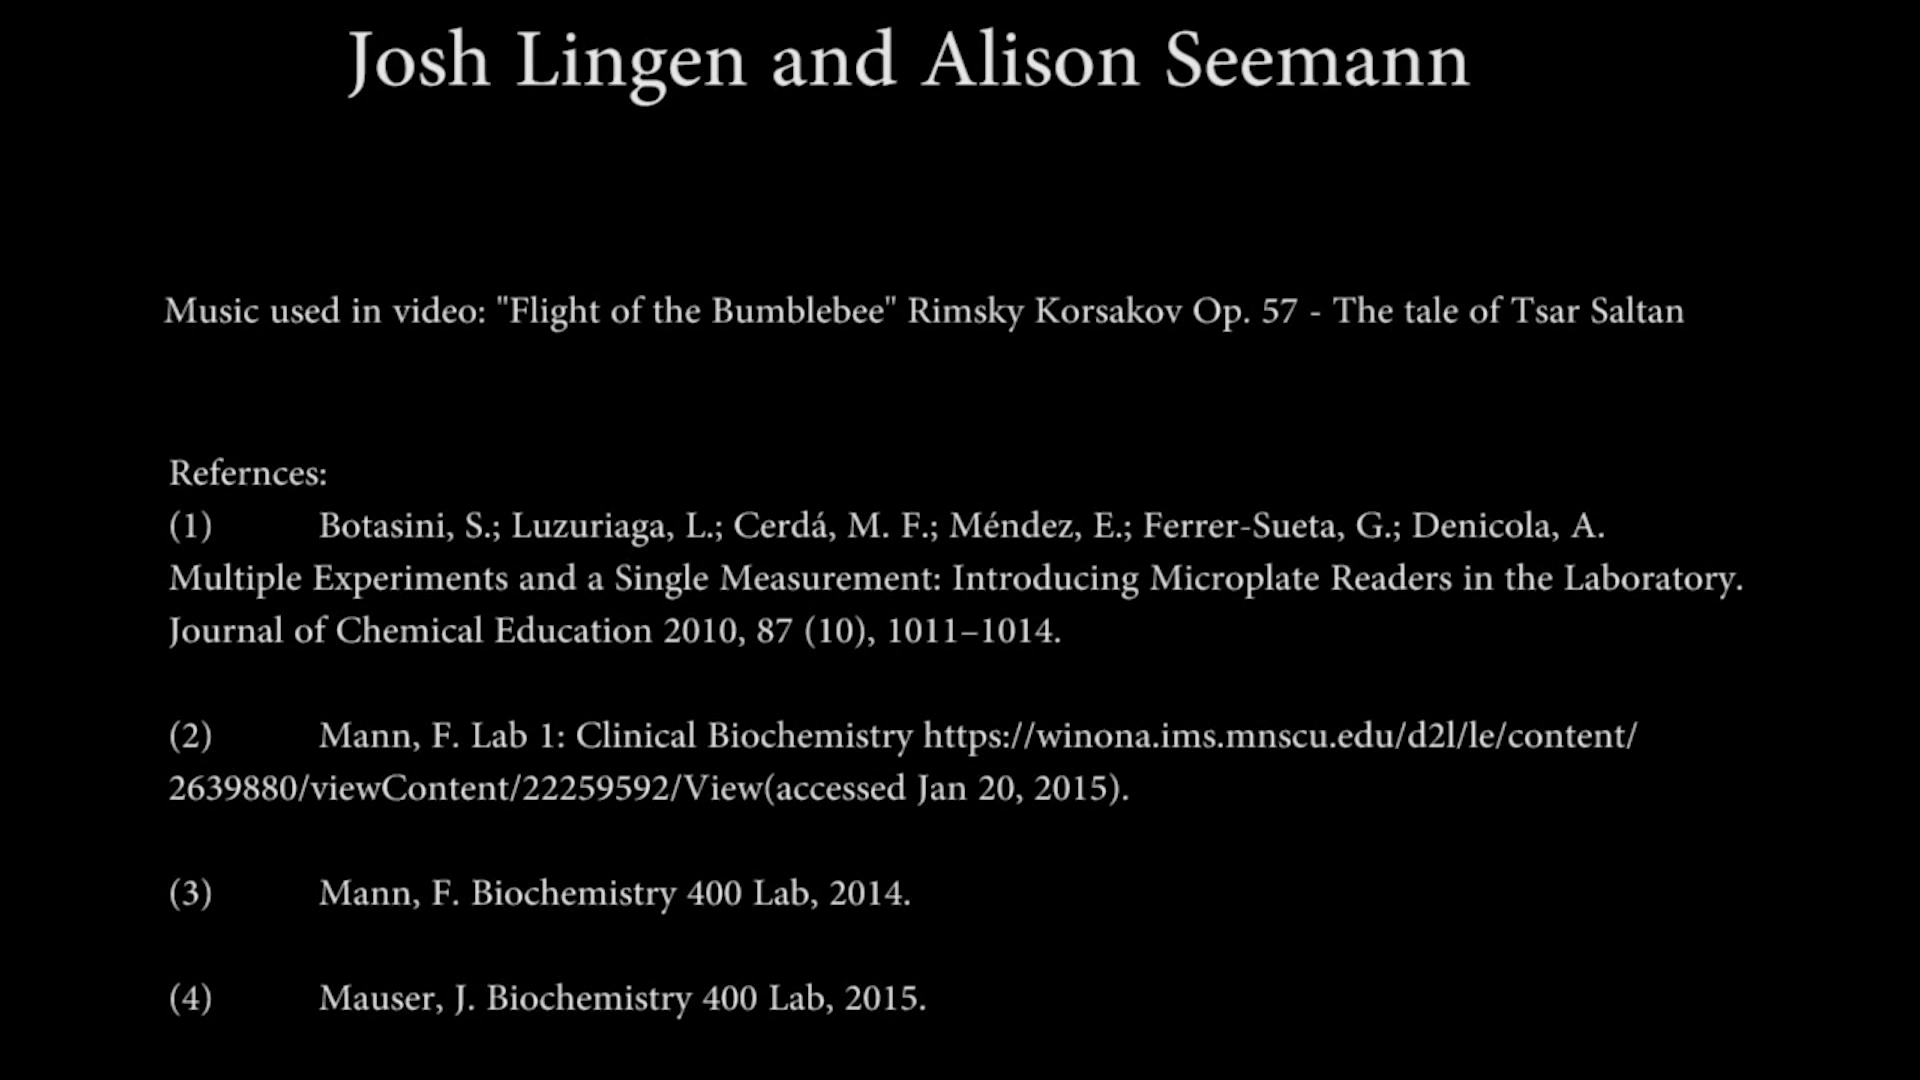 Josh Lingen and Alison Seemann
Music used in video: "Flight of the Bumblebee" Rimsky Korsakov Op. 57 - The tale of Tsar Saltan
Refernces:
(1) Botasini, S.; Luzuriaga, L.; Cerdá, M. F.; Méndez, E.; Ferrer-Sueta, G.; Denicola, A.
Multiple Experiments and a Single Measurement: Introducing Microplate Readers in the Laboratory.
Journal of Chemical Education 2010, 87 (10), 1011–1014.
(2) Mann, F. Lab 1: Clinical Biochemistry https://winona.ims.mnscu.edu/d2l/le/content/
2639880/viewContent/22259592/View(accessed Jan 20, 2015).
(3) Mann, F. Biochemistry 400 Lab, 2014.
(4) Mauser, J. Biochemistry 400 Lab, 2015.